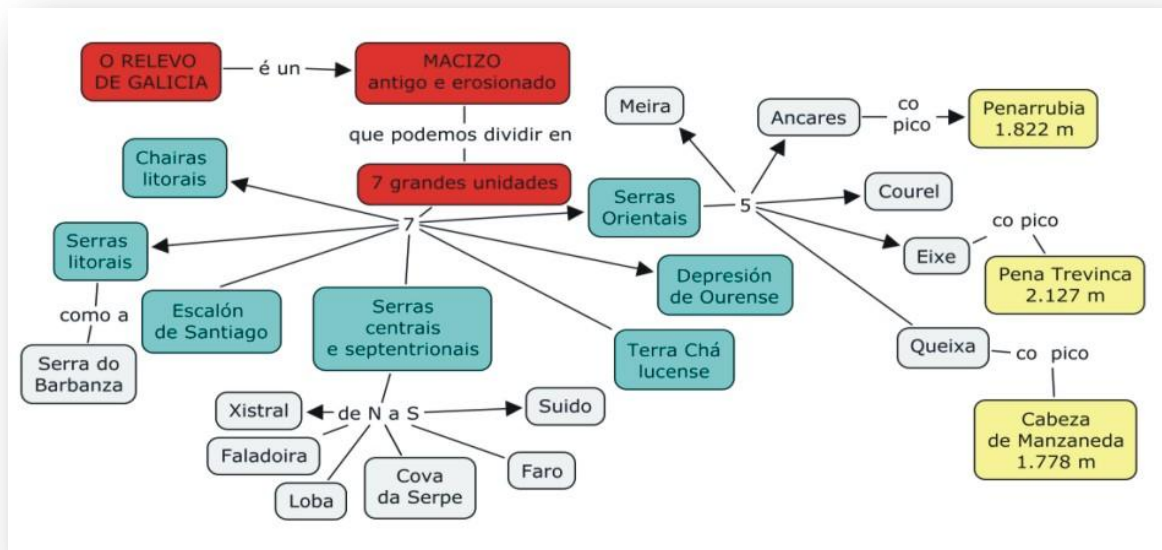 O RELEVO
DE GALICIA
é un
MACIZO
antigo e erosionado
que podemos dividir en
7 grandes unidades
7
Chairas
litorais
Serras
litorais
como a
Serra do
Barbanza
Escalón
de Santiago
Serras
centrais
e septentrionais
de N a S
Xistral
Faladoira
Loba
Cova
da Serpe
Faro
Suido
Terra Chá
lucense
Depresión
de Ourense
Serras
Orientais
5
Meira
Ancares
co
pico
Penarrubia
1.822 m
Courel
Eixe
co pico
Pena Trevinca
2.127 m
Queixa
co pico
Cabeza
de Manzaneda
1.778 m